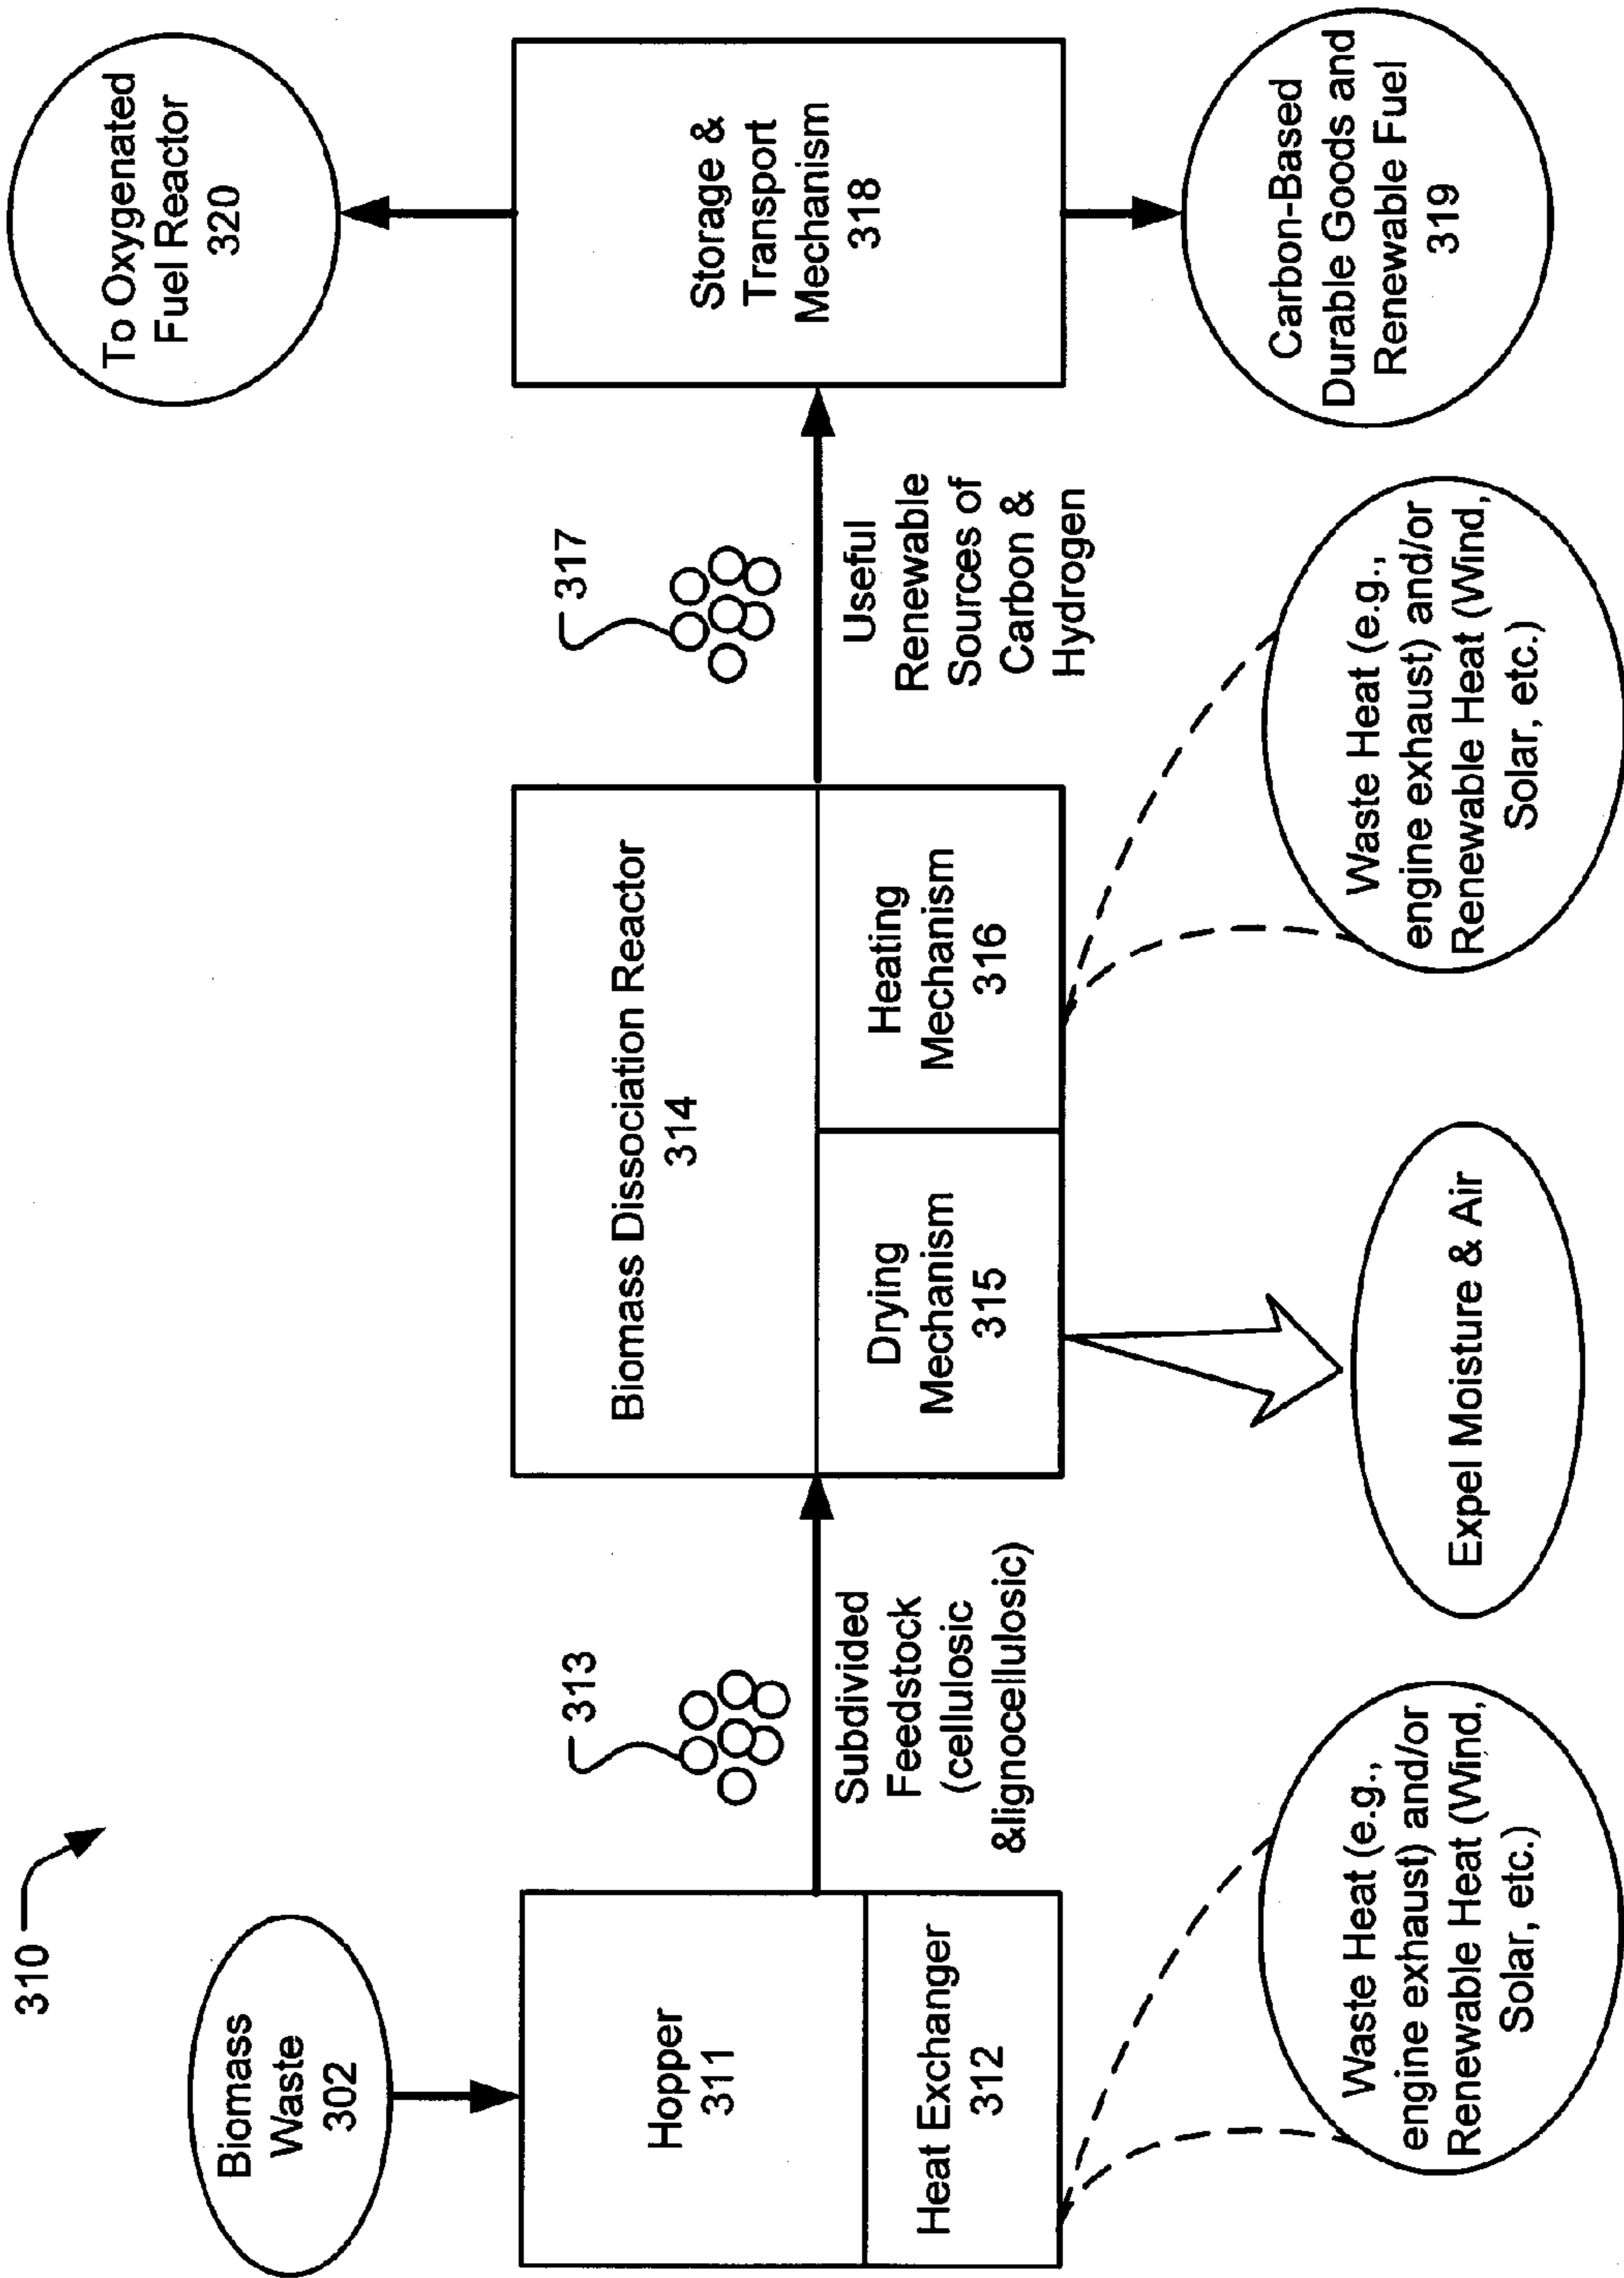 310
Biomass
Waste
302
Hopper
311
Heat Exchanger
312
Waste Heat (e.g.,
engine exhaust) and/or
Renewable Heat (Wind,
Solar, etc.)
313
Subdivided
Feedstock
(cellulosic
&lignocellulosic)
Biomass Dissociation Reactor
314
Drying
Mechanism
315
Heating
Mechanism
316
Expel Moisture & Air
Waste Heat (e.g.,
engine exhaust) and/or
Renewable Heat (Wind,
Solar, etc.)
317
Useful
Renewable
Sources of
Carbon &
Hydrogen
To Oxygenated
Fuel Reactor
320
Storage &
Transport
Mechanism
318
Carbon-Based
Durable Goods and
Renewable Fuel
319